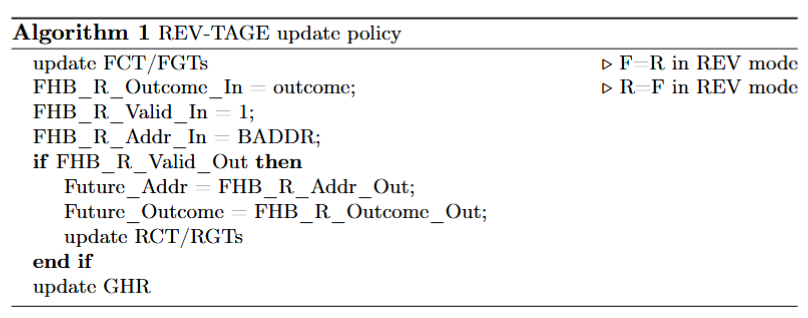 Algorithm 1 REV-TAGE update policy
update FCT/FGTs ▷ F=R in REV mode
FHB_R_Outcome_In = outcome; ▷ R=F in REV mode
FHB_R_Valid_In = 1;
FHB_R_Addr_In = BADDR;
if FHB_R_Valid_Out then
Future_Addr = FHB_R_Addr_Out;
Future_Outcome = FHB_R_Outcome_Out;
update RCT/RGTs
end if
update GHR